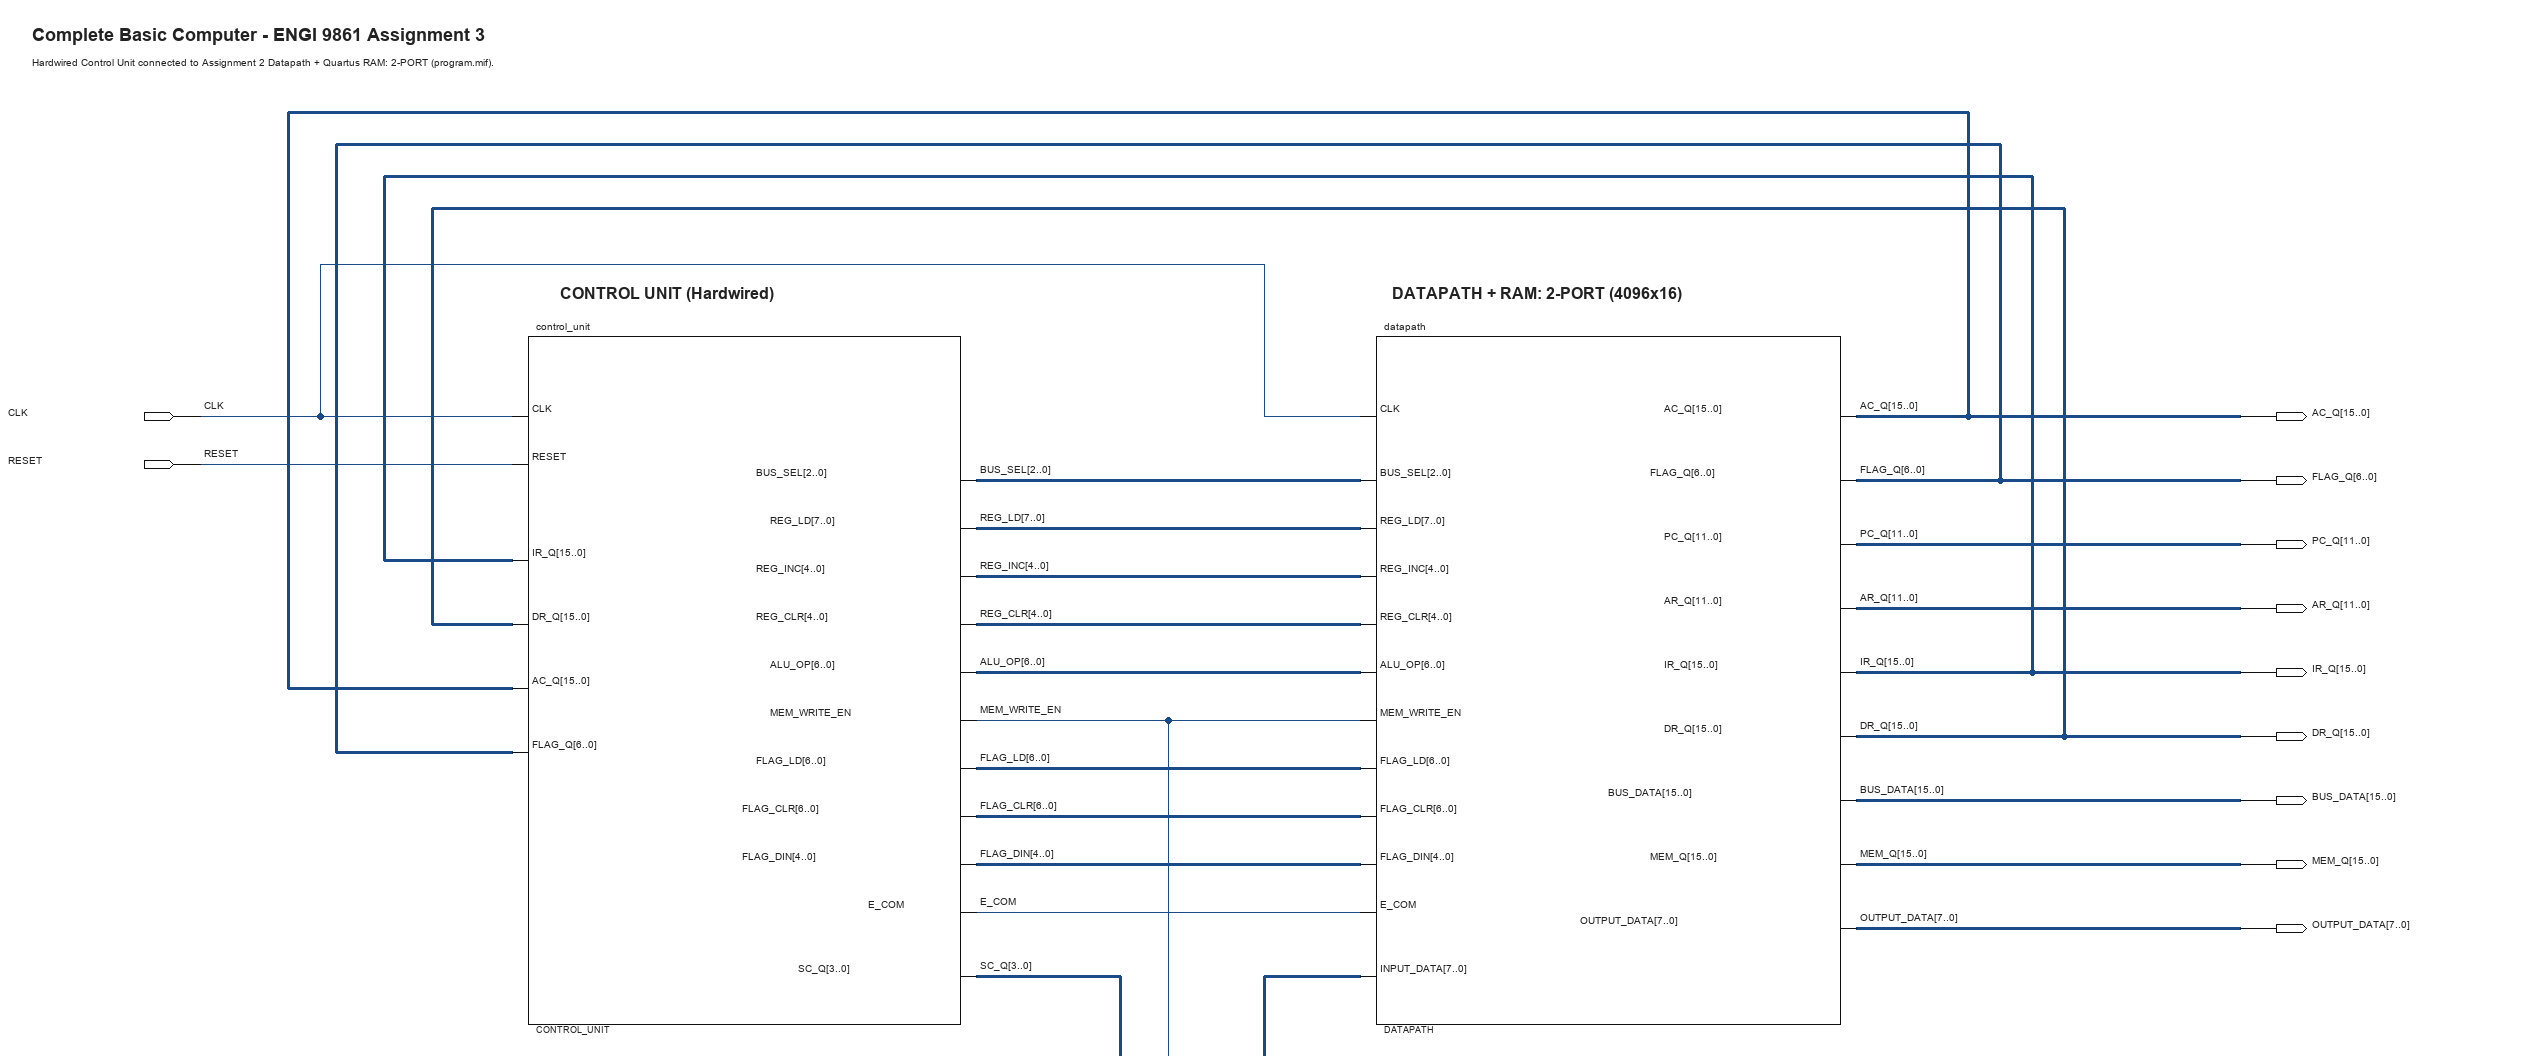 Complete Basic Computer - ENGI 9861 Assignment 3
Hardwired Control Unit connected to Assignment 2 Datapath + Quartus RAM: 2-PORT (program.mif).
CONTROL UNIT (Hardwired)
DATAPATH + RAM: 2-PORT (4096x16)
control_unit
datapath
CLK
CLK
RESET
RESET
CLK
RESET
IR_Q[15..0]
DR_Q[15..0]
AC_Q[15..0]
FLAG_Q[6..0]
BUS_SEL[2..0]
REG_LD[7..0]
REG_INC[4..0]
REG_CLR[4..0]
ALU_OP[6..0]
MEM_WRITE_EN
FLAG_LD[6..0]
FLAG_CLR[6..0]
FLAG_DIN[4..0]
E_COM
SC_Q[3..0]
CONTROL_UNIT
BUS_SEL[2..0]
REG_LD[7..0]
REG_INC[4..0]
REG_CLR[4..0]
ALU_OP[6..0]
MEM_WRITE_EN
FLAG_LD[6..0]
FLAG_CLR[6..0]
FLAG_DIN[4..0]
E_COM
SC_Q[3..0]
CLK
BUS_SEL[2..0]
REG_LD[7..0]
REG_INC[4..0]
REG_CLR[4..0]
ALU_OP[6..0]
MEM_WRITE_EN
FLAG_LD[6..0]
FLAG_CLR[6..0]
FLAG_DIN[4..0]
E_COM
INPUT_DATA[7..0]
DATAPATH
AC_Q[15..0]
FLAG_Q[6..0]
PC_Q[11..0]
AR_Q[11..0]
IR_Q[15..0]
DR_Q[15..0]
BUS_DATA[15..0]
MEM_Q[15..0]
OUTPUT_DATA[7..0]
AC_Q[15..0]
FLAG_Q[6..0]
PC_Q[11..0]
AR_Q[11..0]
IR_Q[15..0]
DR_Q[15..0]
BUS_DATA[15..0]
MEM_Q[15..0]
OUTPUT_DATA[7..0]
AC_Q[15..0]
FLAG_Q[6..0]
PC_Q[11..0]
AR_Q[11..0]
IR_Q[15..0]
DR_Q[15..0]
BUS_DATA[15..0]
MEM_Q[15..0]
OUTPUT_DATA[7..0]